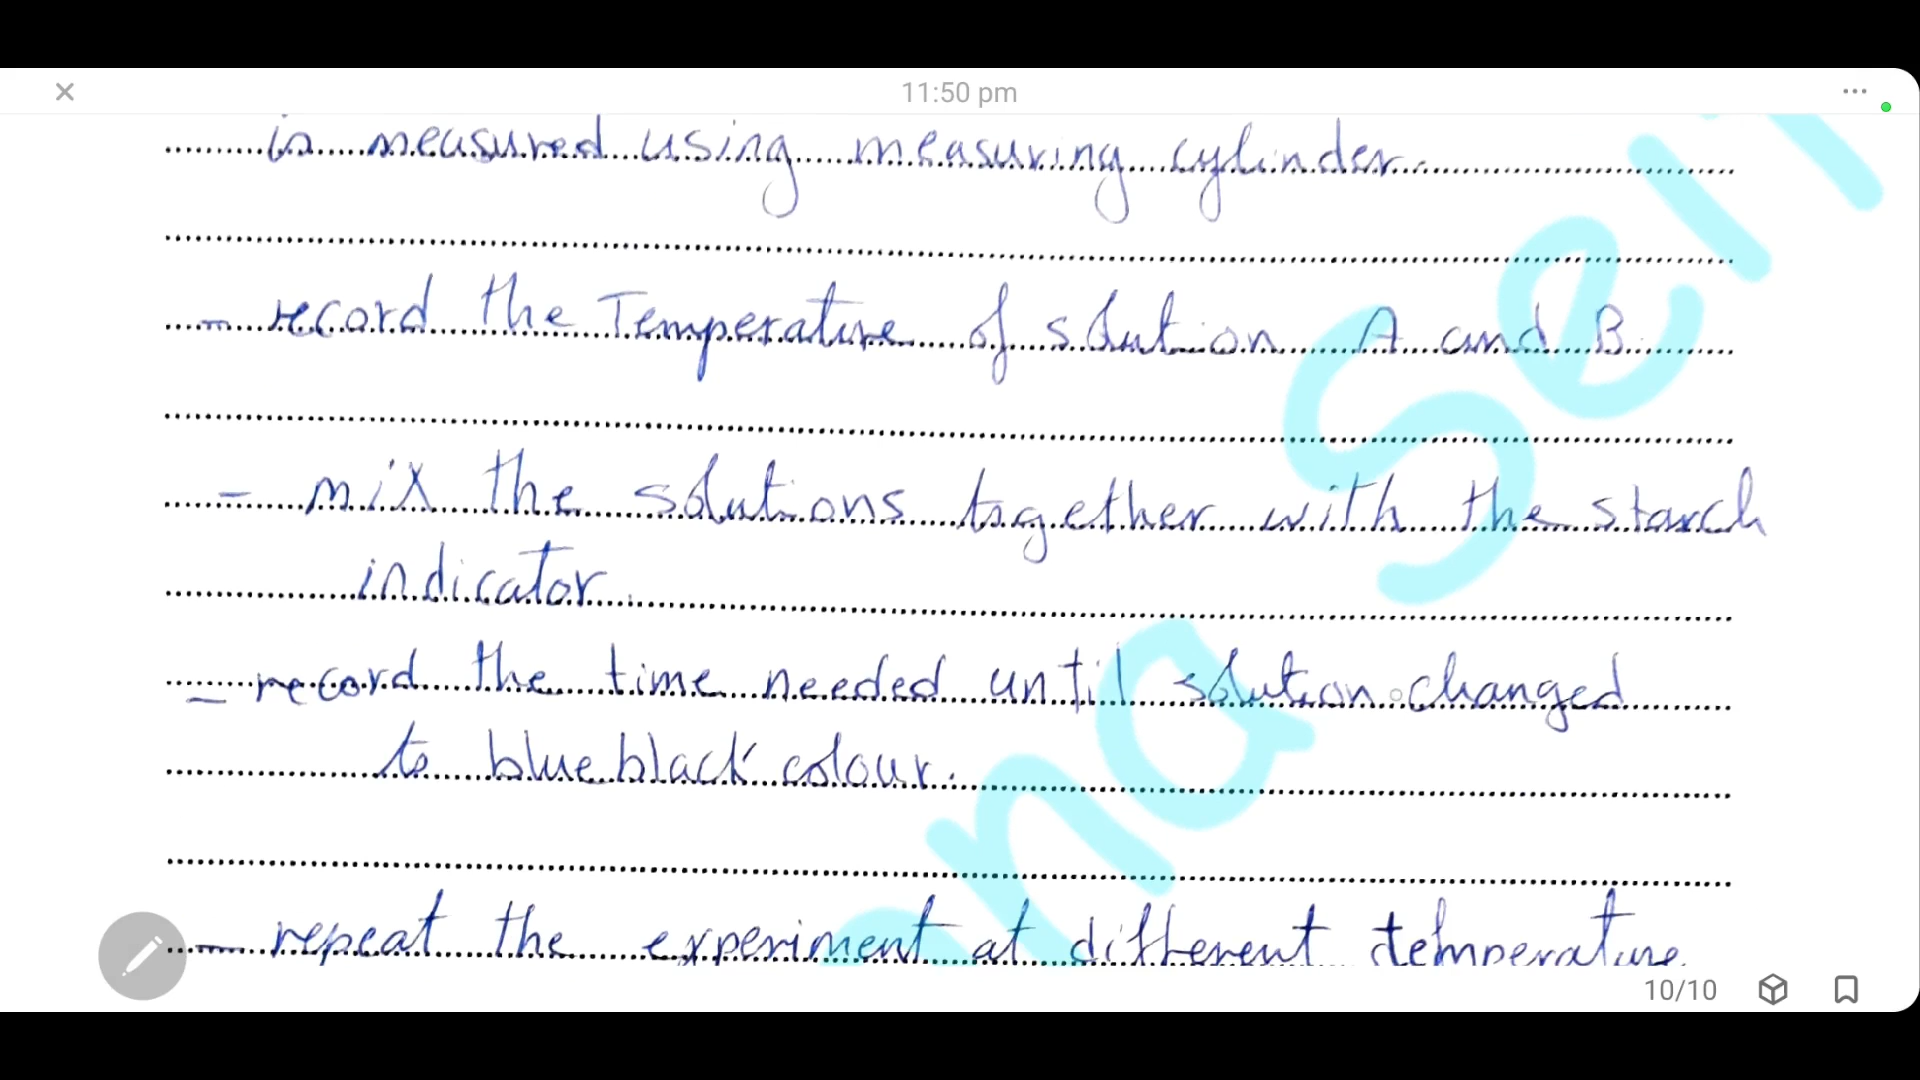 11:50 pm
is measured using measuring cylinder.
- record the Temperature of solution A and B.
- mix the solutions together with the starch
indicator.
- record the time needed until solution changed
to blue black colour.
- repeat the experiment at different temperature
10/10